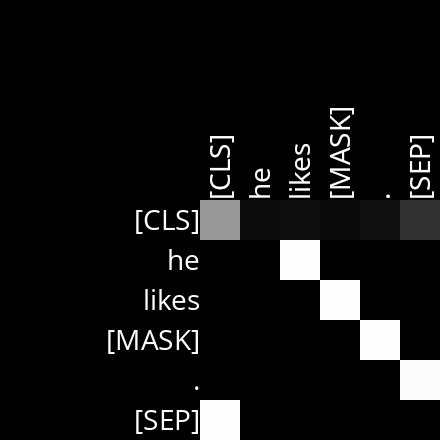 [CLS]
he
likes
[MASK]
.
[SEP]
[CLS]
he
likes
[MASK]
.
[SEP]